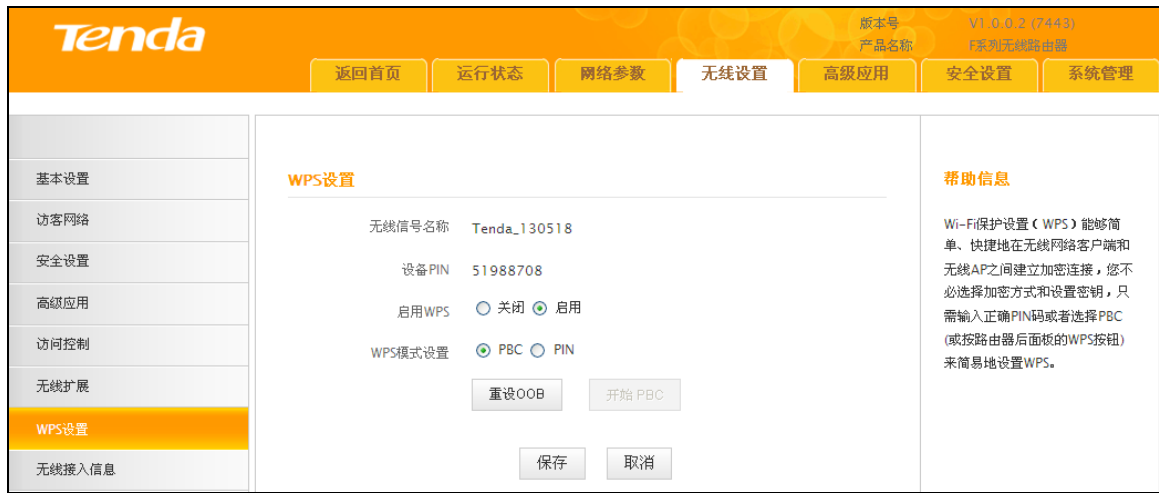 Tenda
版本号 V1.0.0.2 (7443)
产品名称 F系列无线路由器
返回首页 运行状态 网络参数 无线设置 高级应用 安全设置 系统管理
基本设置
访客网络
安全设置
高级应用
访问控制
无线扩展
WPS设置
无线接入信息
WPS设置
无线信号名称 Tenda_130518
设备PIN 51988708
启用WPS 关闭 启用
WPS模式设置 PBC PIN
重设OOB 开始 PBC
保存 取消
帮助信息
Wi-Fi保护设置（WPS）能够简
单、快捷地在无线网络客户端和
无线AP之间建立加密连接，您不
必选择加密方式和设置密钥，只
需输入正确PIN码或者选择PBC
(或按路由器后面板的WPS按钮)
来简易地设置WPS。